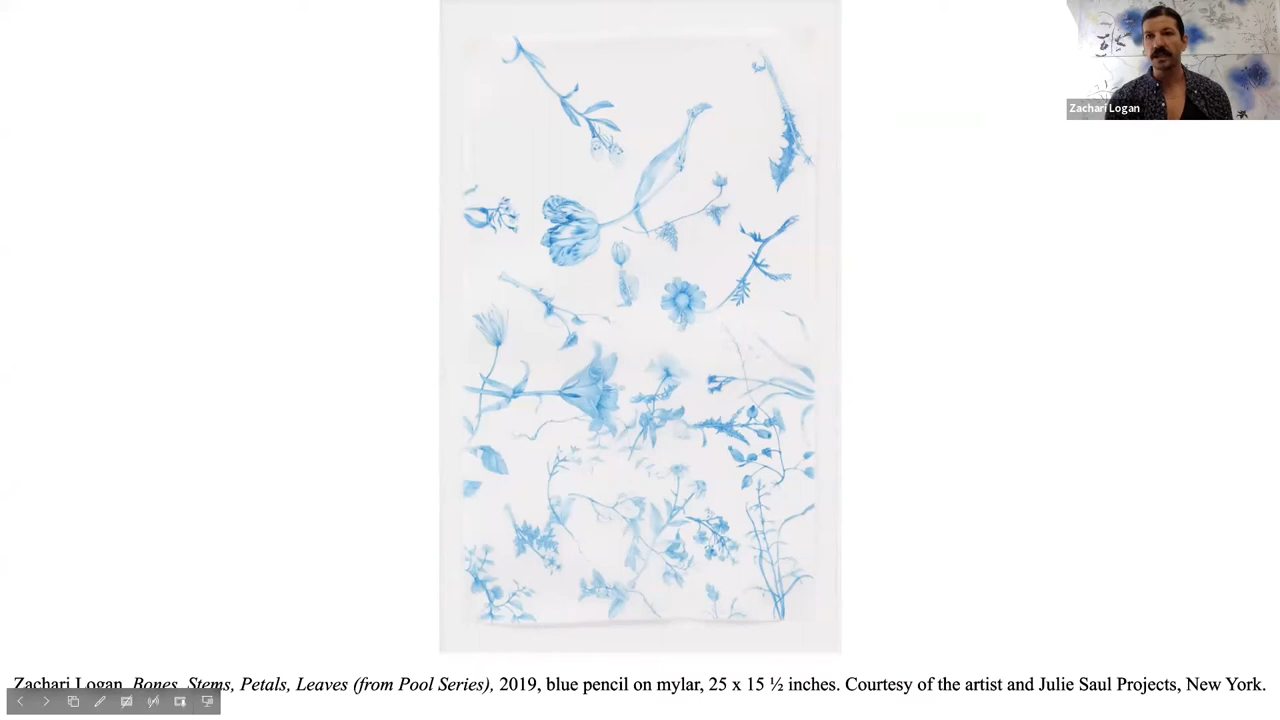 Zachari Logan
Zachari Logan, Bones, Stems, Petals, Leaves (from Pool Series), 2019, blue pencil on mylar, 25 x 15 ½ inches. Courtesy of the artist and Julie Saul Projects, New York.